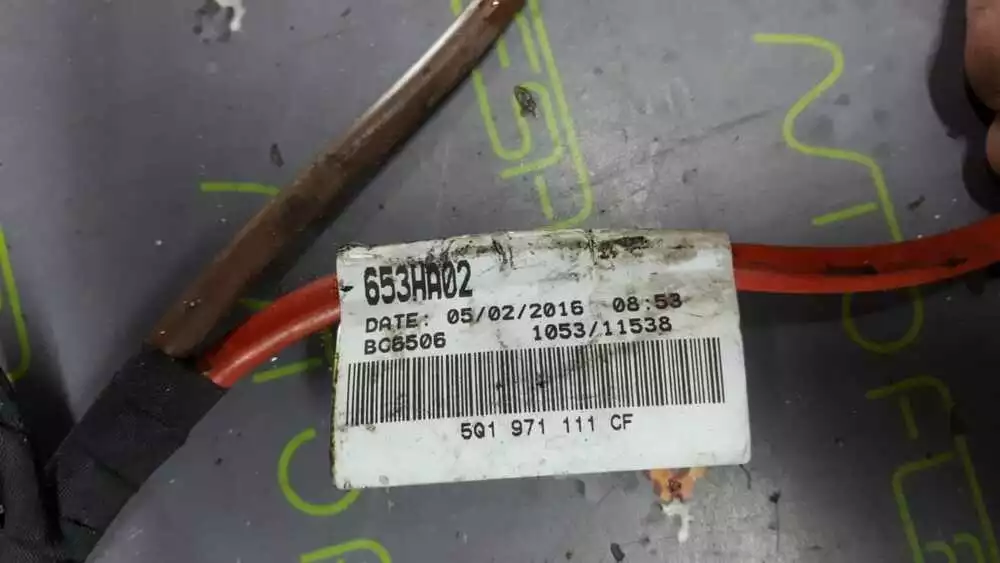 653HA02
DATE: 05/02/2016 08:53
BC6506 1053/11538
5Q1 971 111 CF